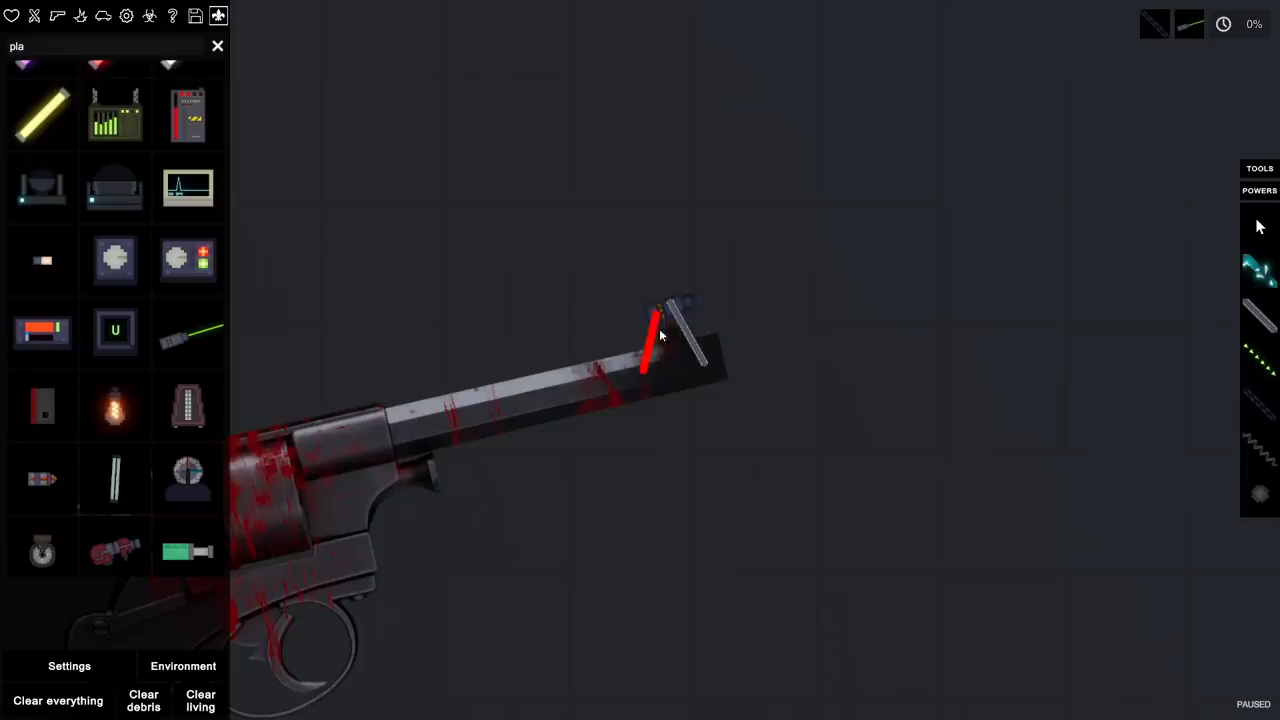 0%
pla
TOOLS
POWERS
U
Settings
Environment
Clear everything
Clear debris
Clear living
PAUSED